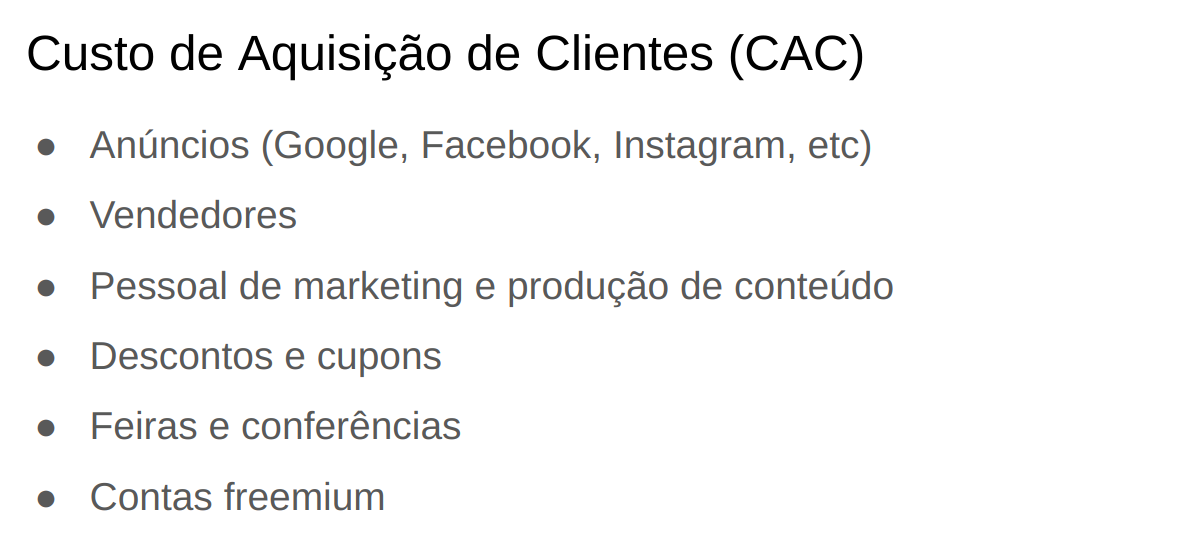 Custo de Aquisição de Clientes (CAC)
● Anúncios (Google, Facebook, Instagram, etc)
● Vendedores
● Pessoal de marketing e produção de conteúdo
● Descontos e cupons
● Feiras e conferências
● Contas freemium